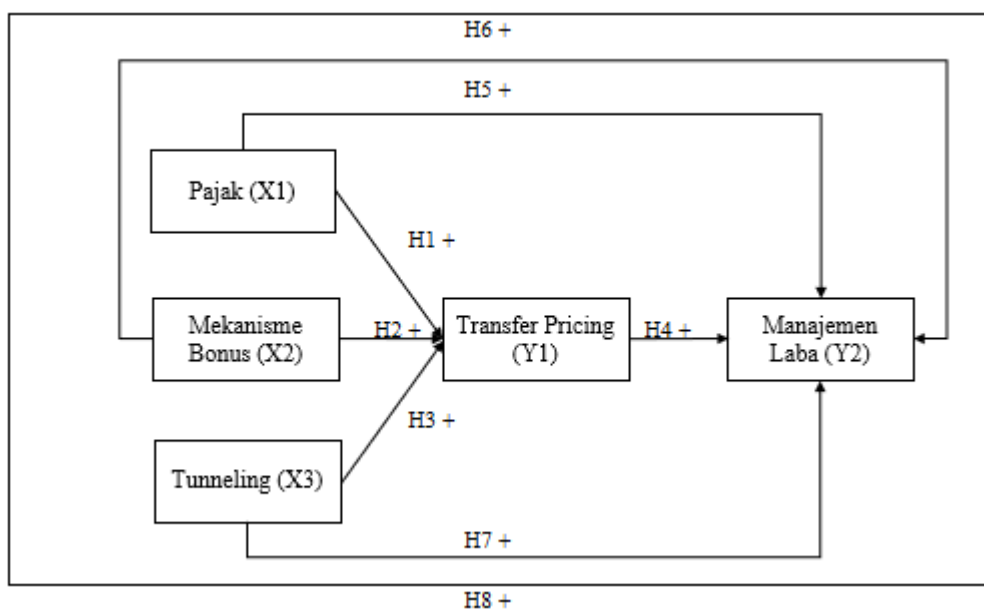 H6 +
H5 +
Pajak (X1)
H1 +
Mekanisme
Bonus (X2)
H2 +
Transfer Pricing
(Y1)
H4 +
Manajemen
Laba (Y2)
H3 +
Tunneling (X3)
H7 +
H8 +